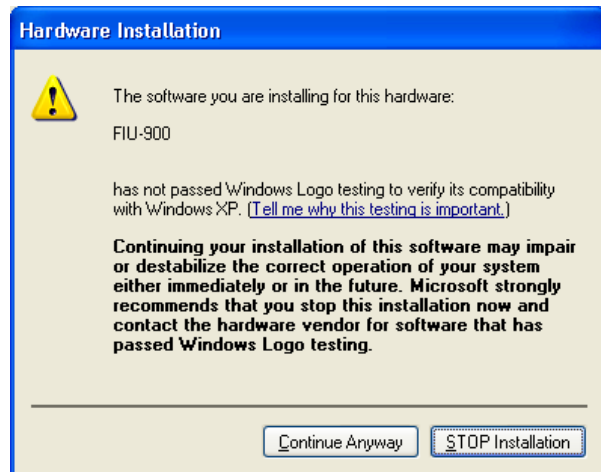 Hardware Installation
The software you are installing for this hardware:
FIU-900
has not passed Windows Logo testing to verify its compatibility
with Windows XP. (Tell me why this testing is important.)
Continuing your installation of this software may impair
or destabilize the correct operation of your system
either immediately or in the future. Microsoft strongly
recommends that you stop this installation now and
contact the hardware vendor for software that has
passed Windows Logo testing.
Continue Anyway
STOP Installation